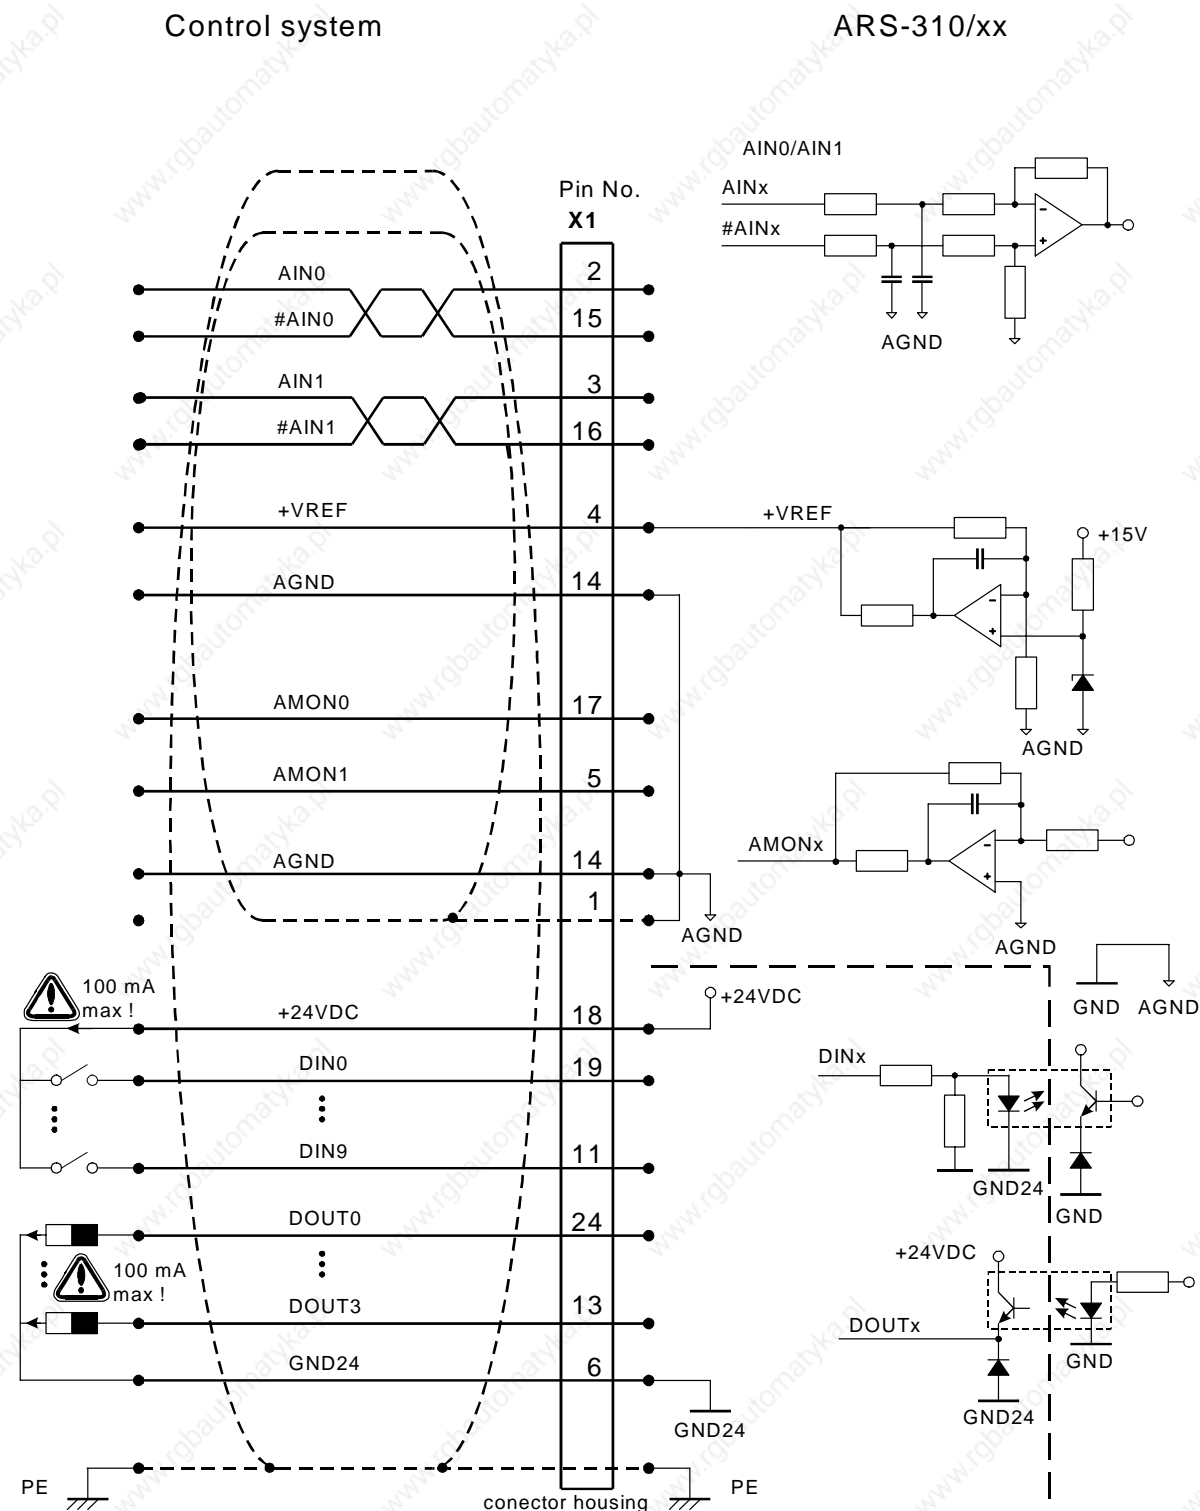 Control system
ARS-310/xx
AIN0/AIN1
AINx
#AINx
AGND
Pin No.
X1
AIN0
2
#AIN0
15
AIN1
3
#AIN1
16
+VREF
4
+VREF
+15V
AGND
14
AGND
AMON0
17
AMON1
5
AMONx
AGND
14
1
AGND
AGND
GND
AGND
100 mA
max !
+24VDC
18
+24VDC
DIN0
19
DINx
DIN9
11
GND24
GND
DOUT0
24
+24VDC
100 mA
max !
DOUT3
13
DOUTx
GND
GND24
6
GND24
GND24
PE
PE
conector housing
www.rgbautomatyka.pl